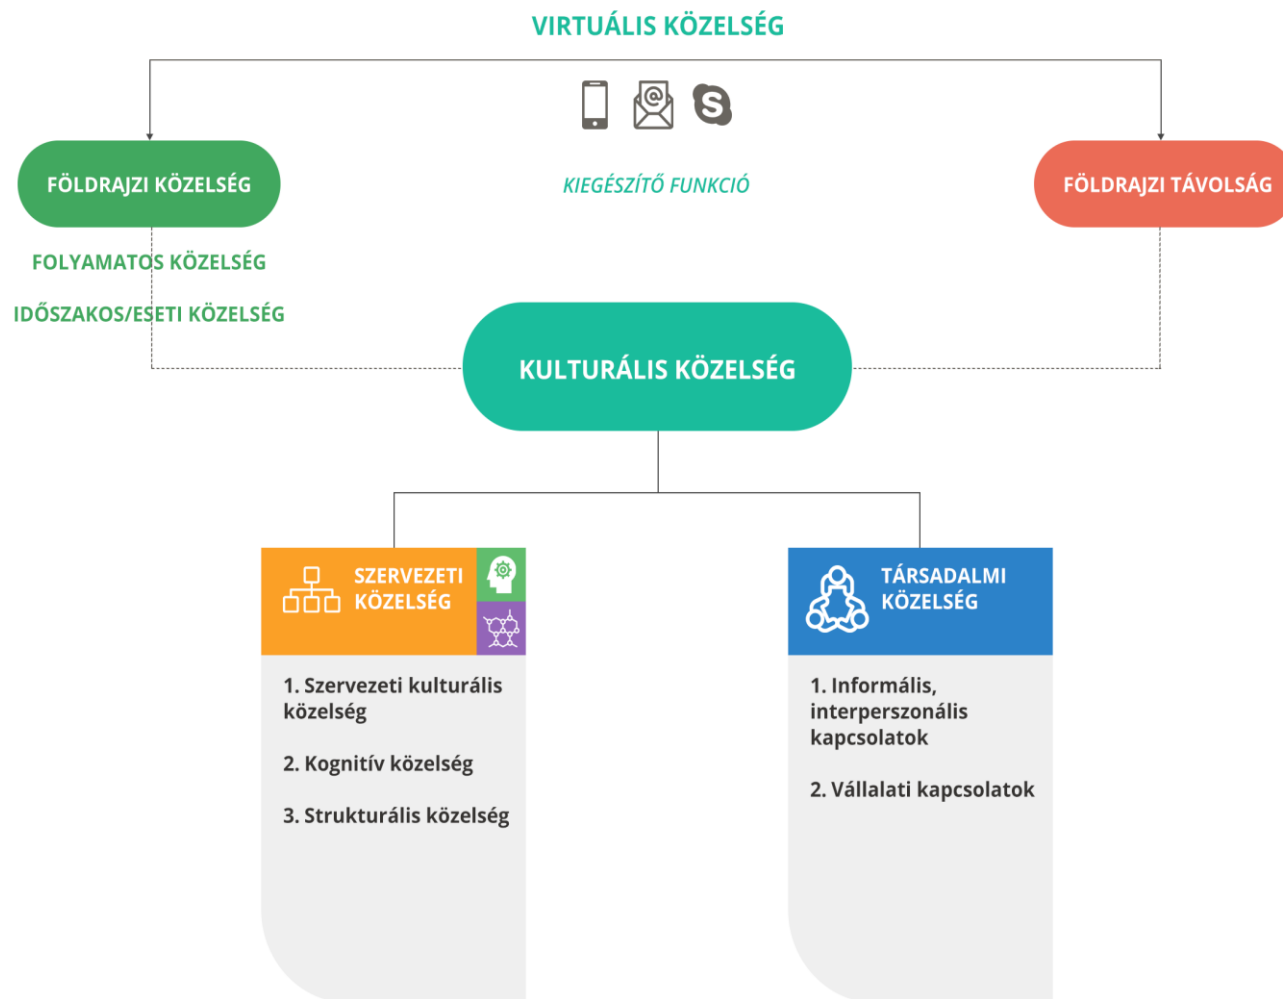 VIRTUÁLIS KÖZELSÉG
FÖLDRAJZI KÖZELSÉG
KIEGÉSZÍTŐ FUNKCIÓ
FÖLDRAJZI TÁVOLSÁG
FOLYAMATOS KÖZELSÉG
IDŐSZAKOS/ESETI KÖZELSÉG
KULTURÁLIS KÖZELSÉG
SZERVEZETI
KÖZELSÉG
1. Szervezeti kulturális
közelség
2. Kognitív közelség
3. Strukturális közelség
TÁRSADALMI
KÖZELSÉG
1. Informális,
interperszonális
kapcsolatok
2. Vállalati kapcsolatok